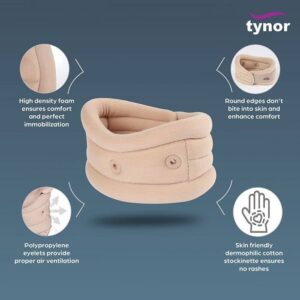 tynor
High density foam
ensures comfort
and perfect
immobilization
Round edges don't
bite into skin and
enhance comfort
Polypropylene
eyelets provide
proper air ventilation
Skin friendly
dermophilic cotton
stockinette ensures
no rashes